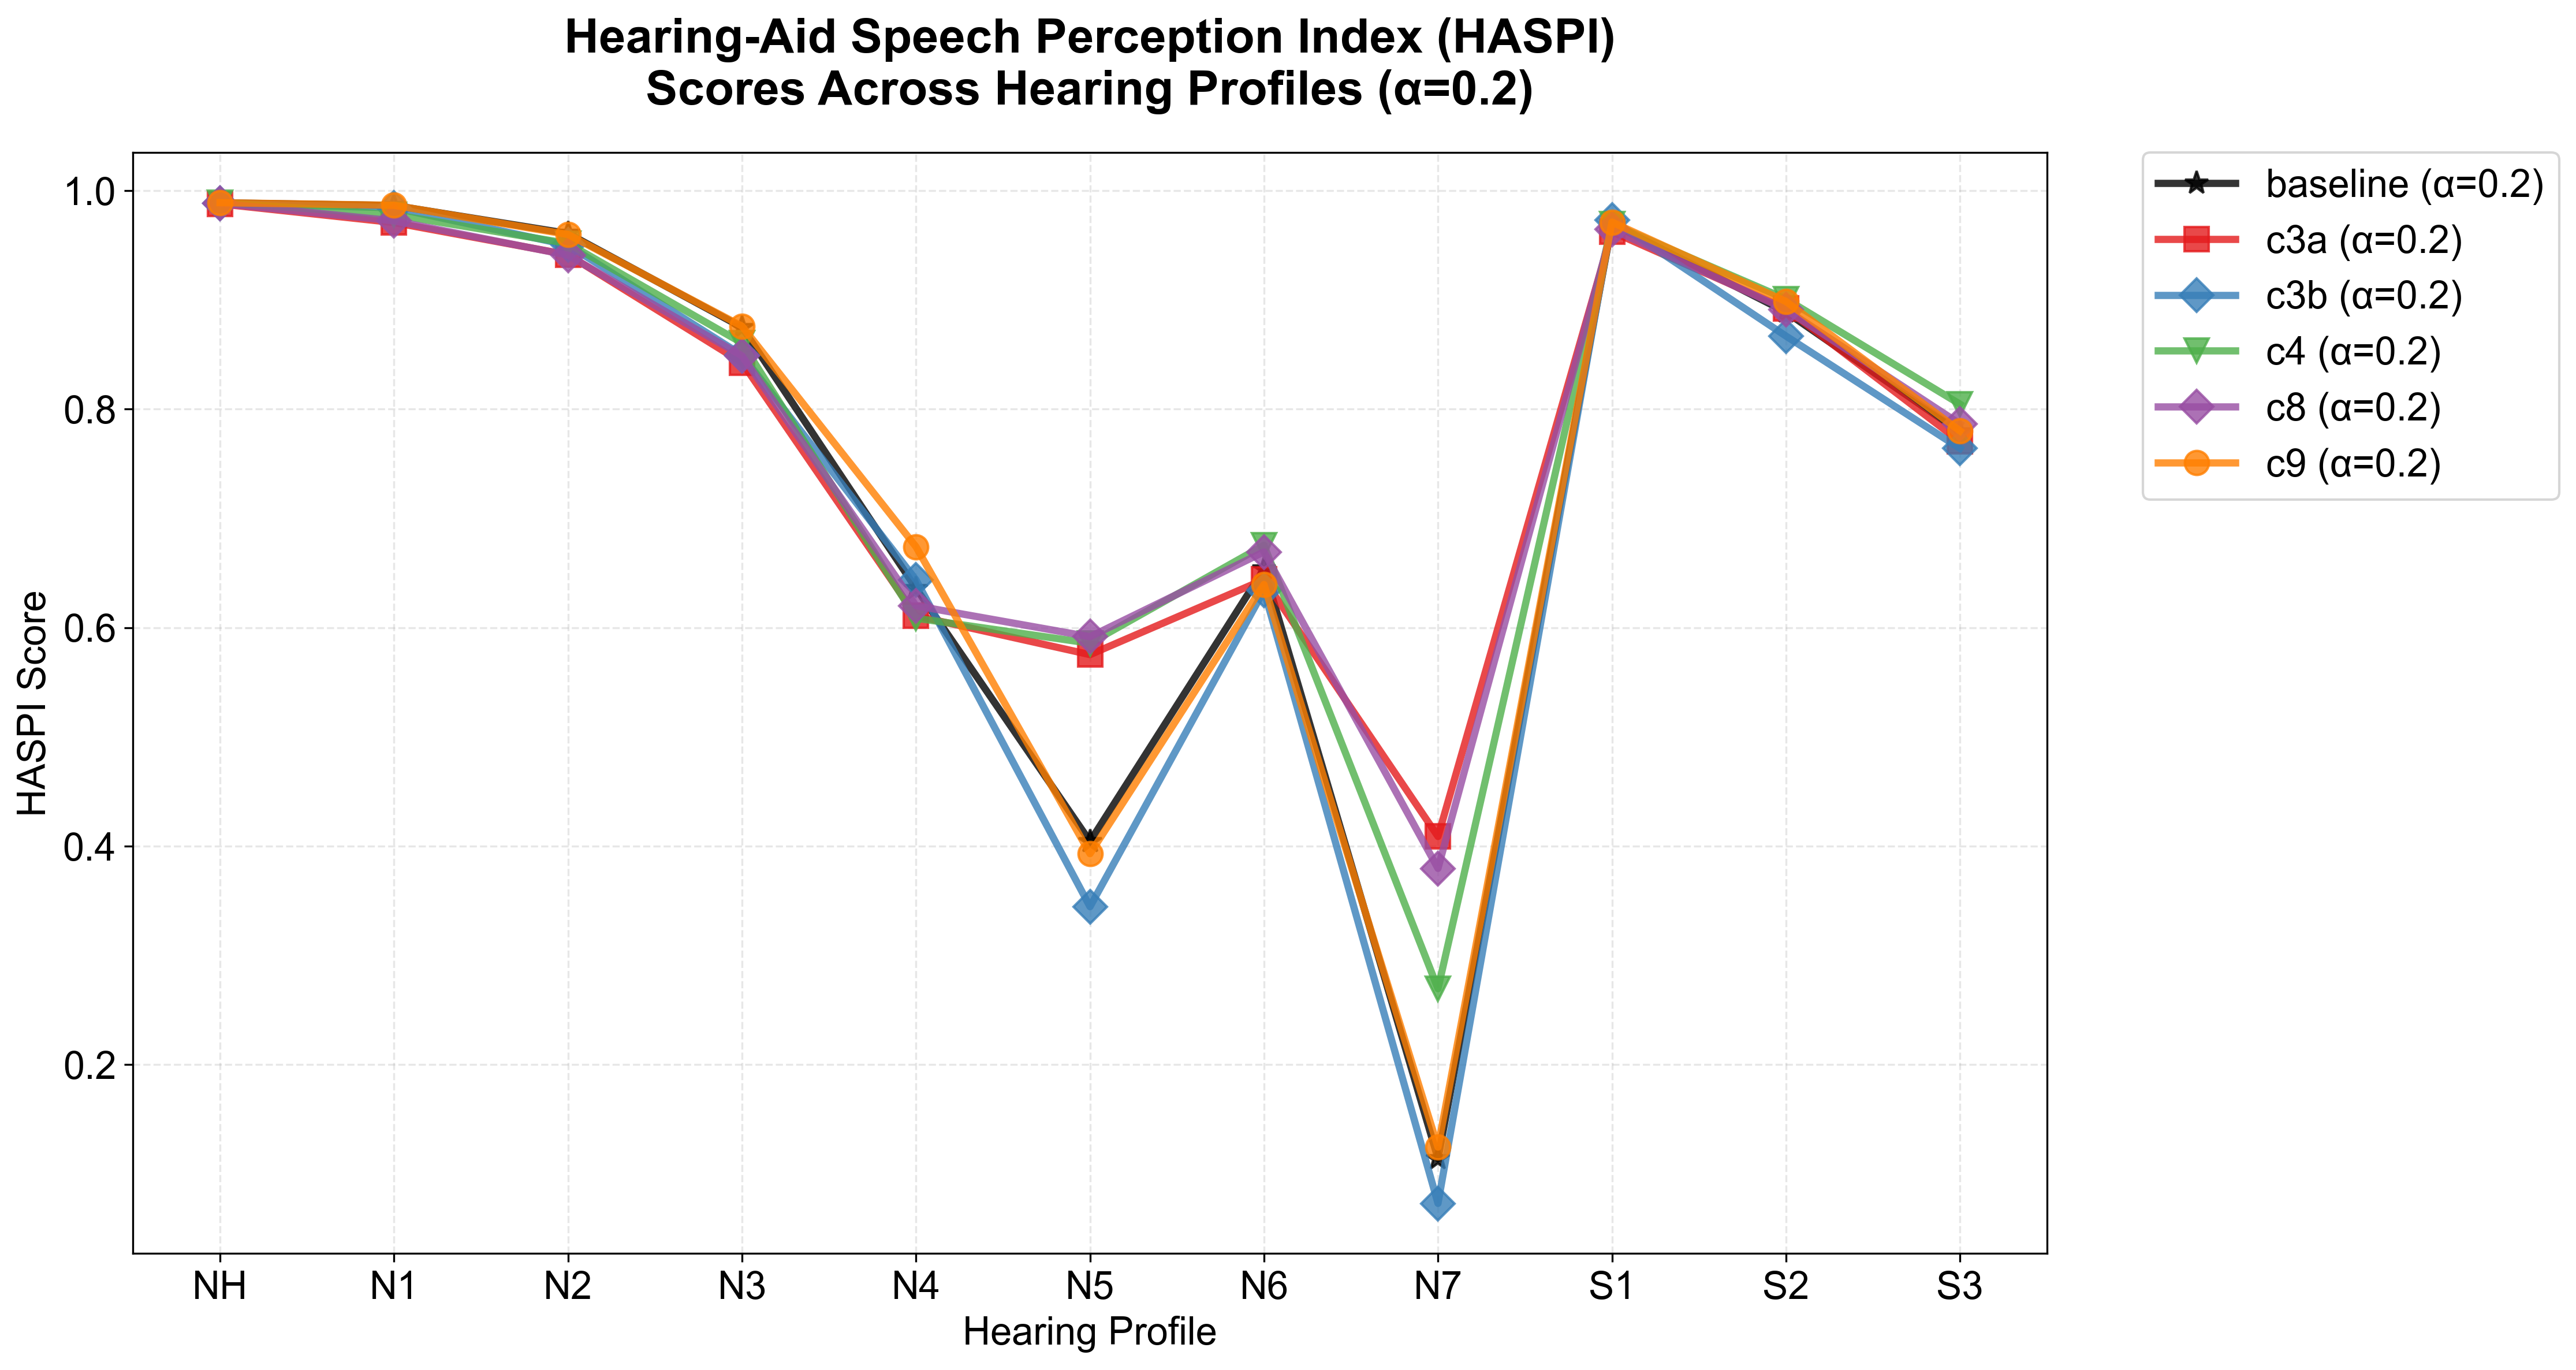 Hearing-Aid Speech Perception Index (HASPI)
Scores Across Hearing Profiles (α=0.2)
HASPI Score
1.0
0.8
0.6
0.4
0.2
NH N1 N2 N3 N4 N5 N6 N7 S1 S2 S3
Hearing Profile
baseline (α=0.2)
c3a (α=0.2)
c3b (α=0.2)
c4 (α=0.2)
c8 (α=0.2)
c9 (α=0.2)